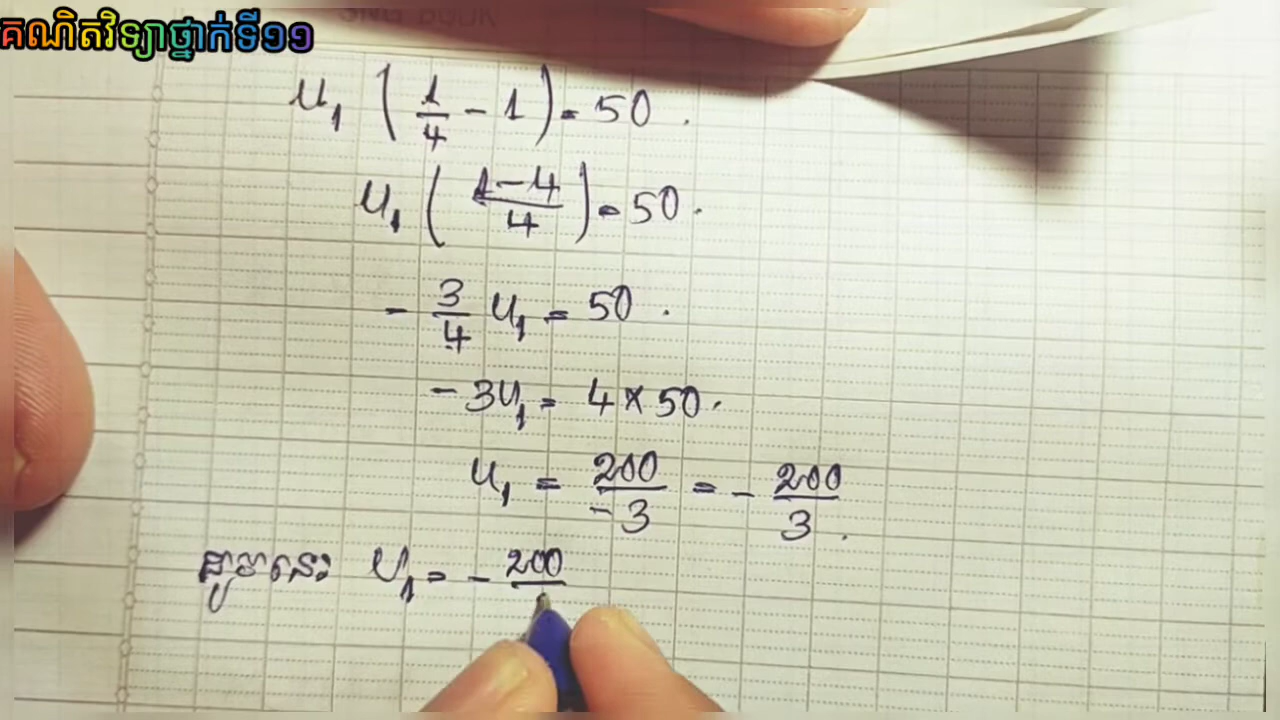 គណិតវិទ្យាថ្នាក់ទី១១
U₁ (1/4 - 1) = 50.
U₁ ((1-4)/4) = 50.
- 3/4 U₁ = 50.
- 3U₁ = 4 × 50.
U₁ = 200/-3 = - 200/3.
ដូចនេះ U₁ = - 200